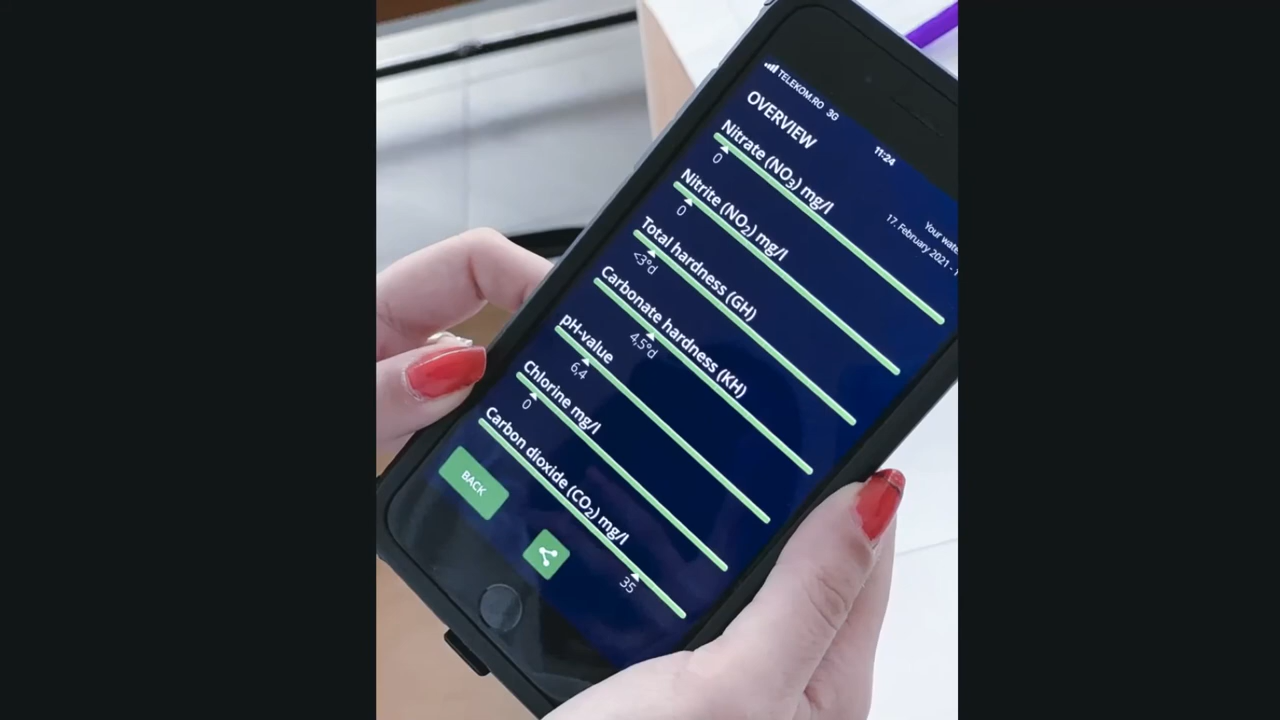 TELEKOM.RO 3G
11:24
OVERVIEW
Your
17. February 2021 -
Nitrate (NO₃) mg/l
0
Nitrite (NO₂) mg/l
0
Total hardness (GH)
<3°d
Carbonate hardness (KH)
4,5°d
pH-value
6,4
Chlorine mg/l
0
Carbon dioxide (CO₂) mg/l
35
BACK